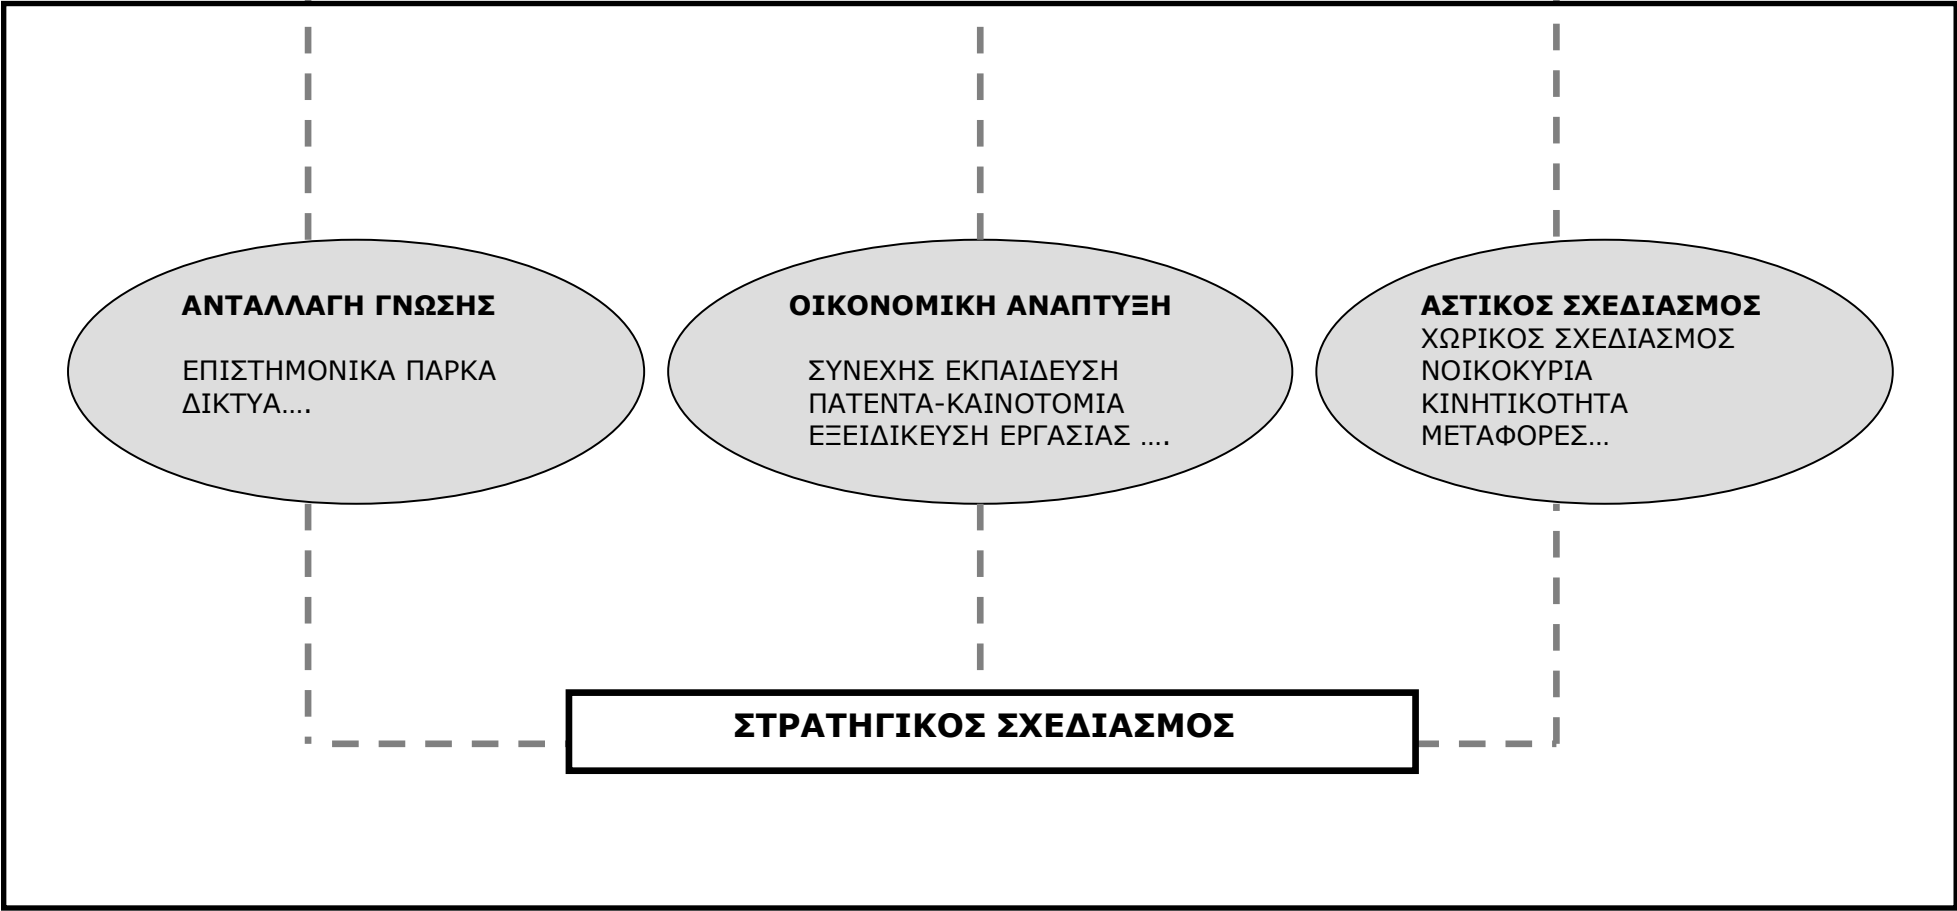 ΑΝΤΑΛΛΑΓΗ ΓΝΩΣΗΣ
ΕΠΙΣΤΗΜΟΝΙΚΑ ΠΑΡΚΑ
ΔΙΚΤΥΑ….
ΟΙΚΟΝΟΜΙΚΗ ΑΝΑΠΤΥΞΗ
ΣΥΝΕΧΗΣ ΕΚΠΑΙΔΕΥΣΗ
ΠΑΤΕΝΤΑ-ΚΑΙΝΟΤΟΜΙΑ
ΕΞΕΙΔΙΚΕΥΣΗ ΕΡΓΑΣΙΑΣ ….
ΑΣΤΙΚΟΣ ΣΧΕΔΙΑΣΜΟΣ
ΧΩΡΙΚΟΣ ΣΧΕΔΙΑΣΜΟΣ
ΝΟΙΚΟΚΥΡΙΑ
ΚΙΝΗΤΙΚΟΤΗΤΑ
ΜΕΤΑΦΟΡΕΣ…
ΣΤΡΑΤΗΓΙΚΟΣ ΣΧΕΔΙΑΣΜΟΣ